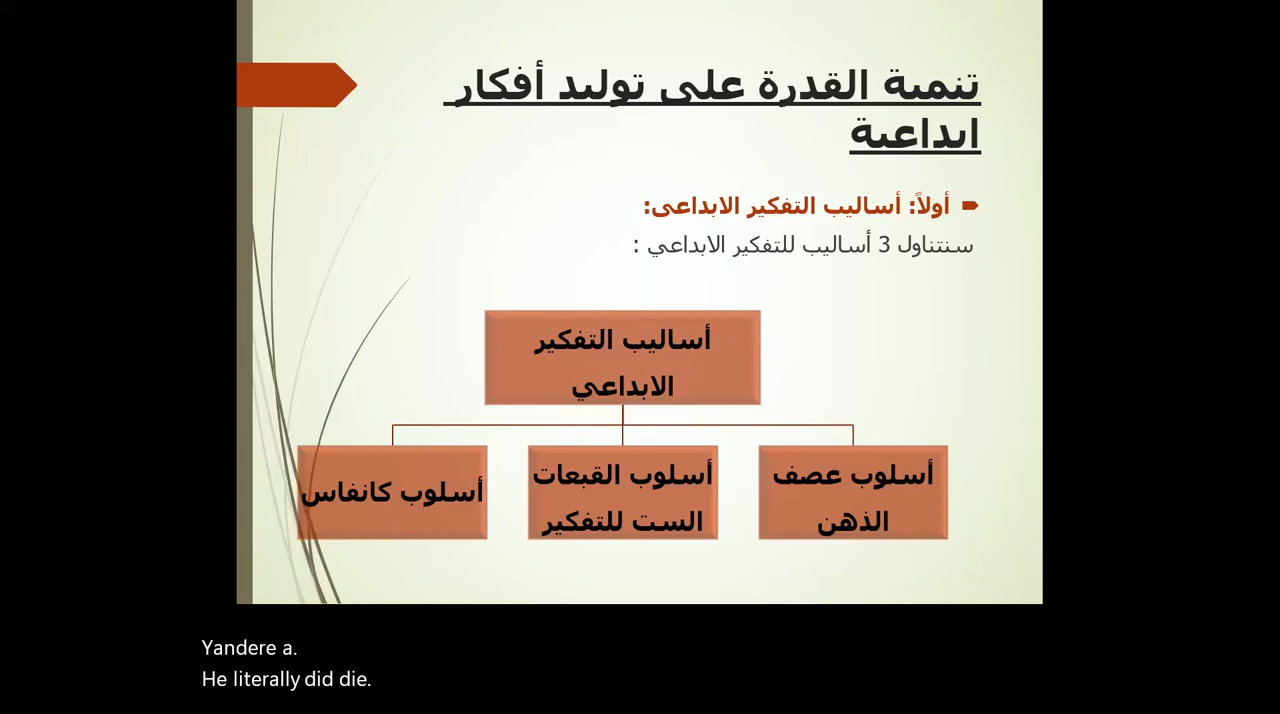 تنمية القدرة على توليد أفكار
ابداعية
أولاً: أساليب التفكير الابداعى:
سنتناول 3 أساليب للتفكير الابداعي :
أساليب التفكير
الابداعي
أسلوب عصف
الذهن
أسلوب القبعات
الست للتفكير
أسلوب كانفاس
Yandere a.
He literally did die.